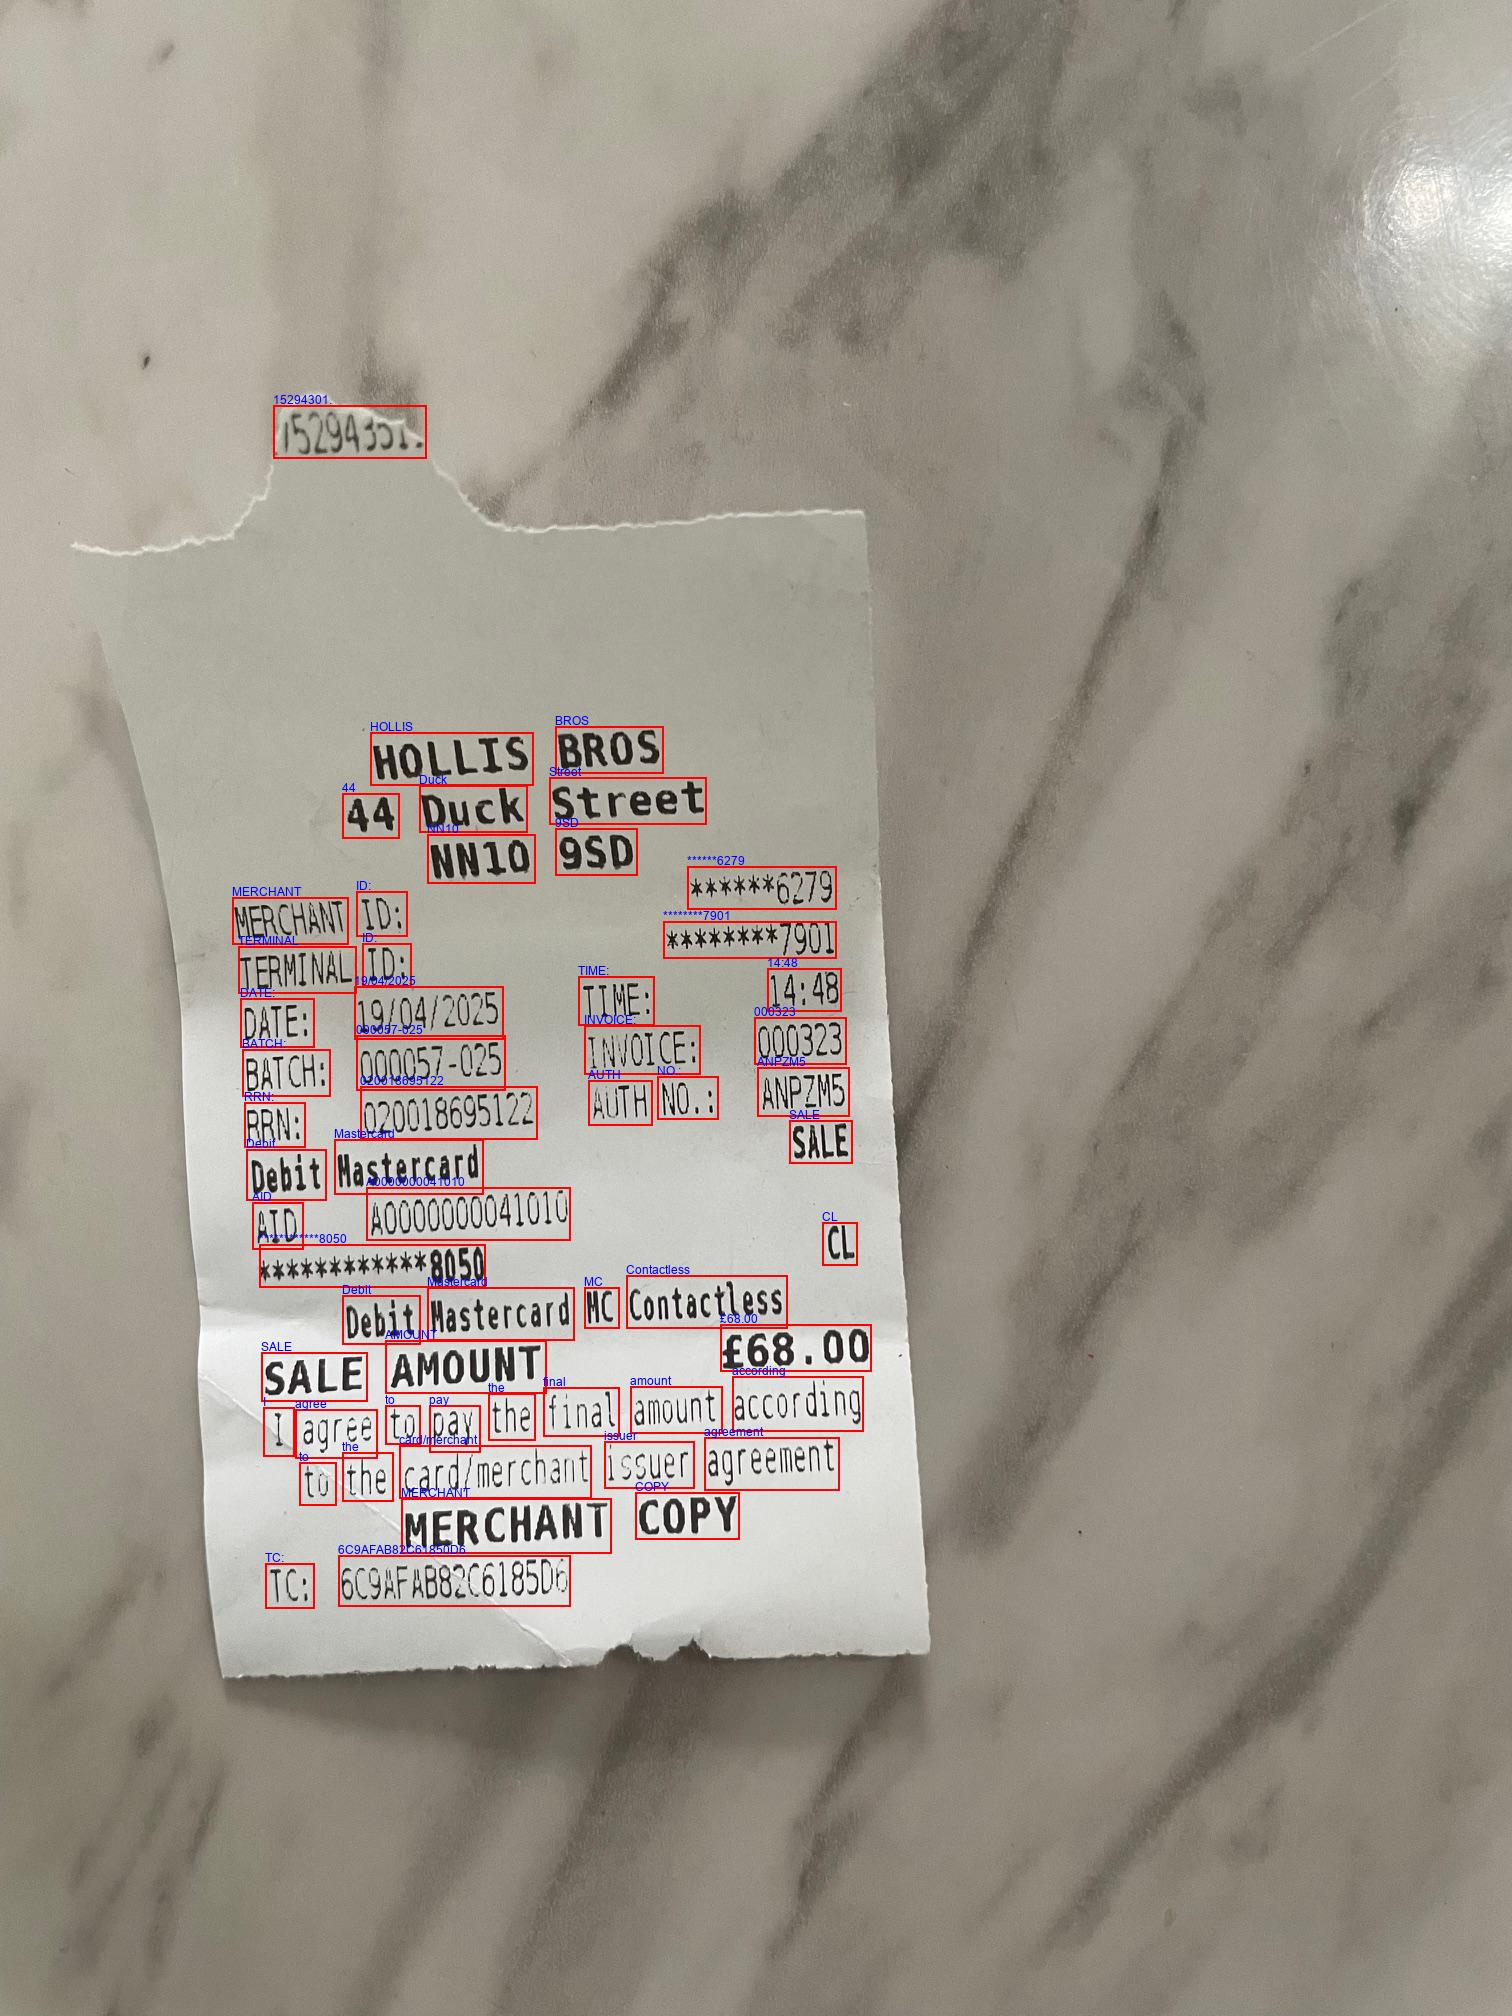 HOLLIS BROS
44 Duck Street
NN10 9SD
MERCHANT ID: ******6279
TERMINAL ID: ********7901
DATE: 19/04/2025 TIME: 14:48
BATCH: 000057-025 INVOICE: 000323
RRN: 020018695122 AUTH NO.: ANPZM5
Debit Mastercard SALE
AID A0000000041010 CL
************8050
Debit Mastercard MC Contactless
SALE AMOUNT £68.00
I agree to pay the final amount according
to the card/merchant issuer agreement
MERCHANT COPY
TC: 6C9AFAB82C6185D6